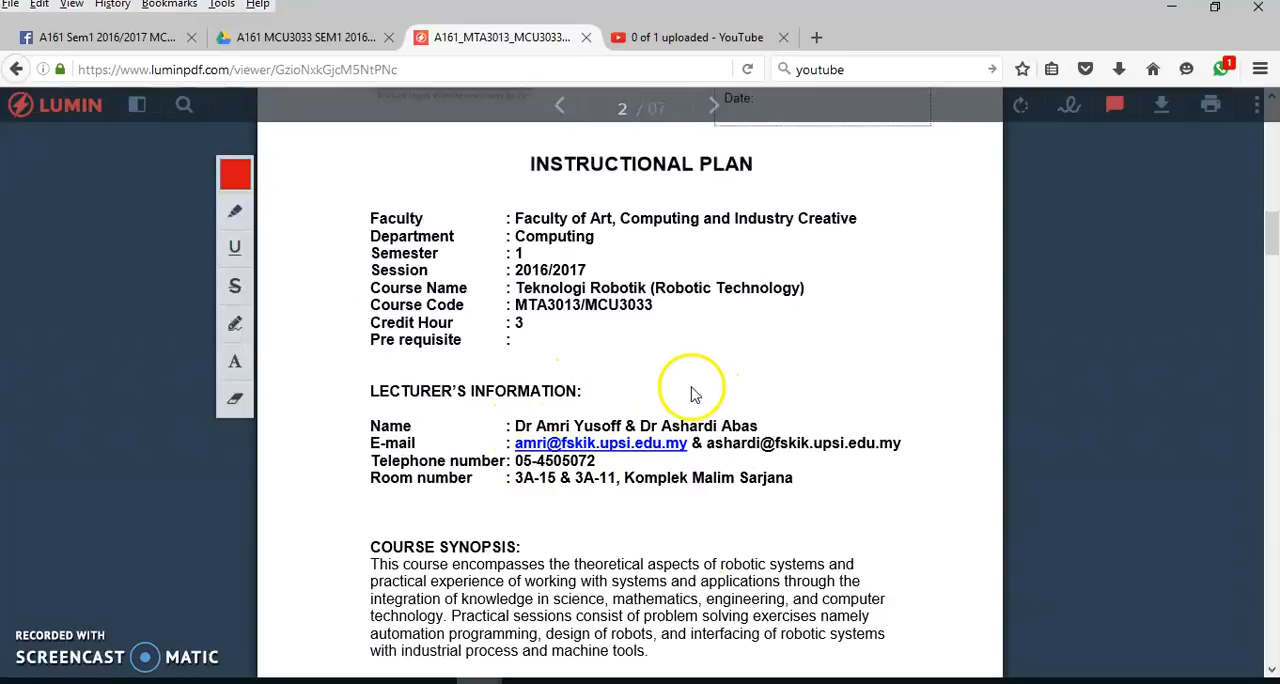 File Edit View History Bookmarks Tools Help
A161 Sem1 2016/2017 MC... A161 MCU3033 SEM1 2016... A161_MTA3013_MCU3033... 0 of 1 uploaded - YouTube
https://www.luminpdf.com/viewer/GzioNxkGjcM5NtPNc youtube 1
LUMIN 2 / 07 Date:
INSTRUCTIONAL PLAN
Faculty : Faculty of Art, Computing and Industry Creative
Department : Computing
Semester : 1
Session : 2016/2017
Course Name : Teknologi Robotik (Robotic Technology)
Course Code : MTA3013/MCU3033
Credit Hour : 3
Pre requisite :
LECTURER'S INFORMATION:
Name : Dr Amri Yusoff & Dr Ashardi Abas
E-mail : amri@fskik.upsi.edu.my & ashardi@fskik.upsi.edu.my
Telephone number: 05-4505072
Room number : 3A-15 & 3A-11, Komplek Malim Sarjana
COURSE SYNOPSIS:
This course encompasses the theoretical aspects of robotic systems and
practical experience of working with systems and applications through the
integration of knowledge in science, mathematics, engineering, and computer
technology. Practical sessions consist of problem solving exercises namely
automation programming, design of robots, and interfacing of robotic systems
with industrial process and machine tools.
U
S
A
RECORDED WITH
SCREENCAST MATIC